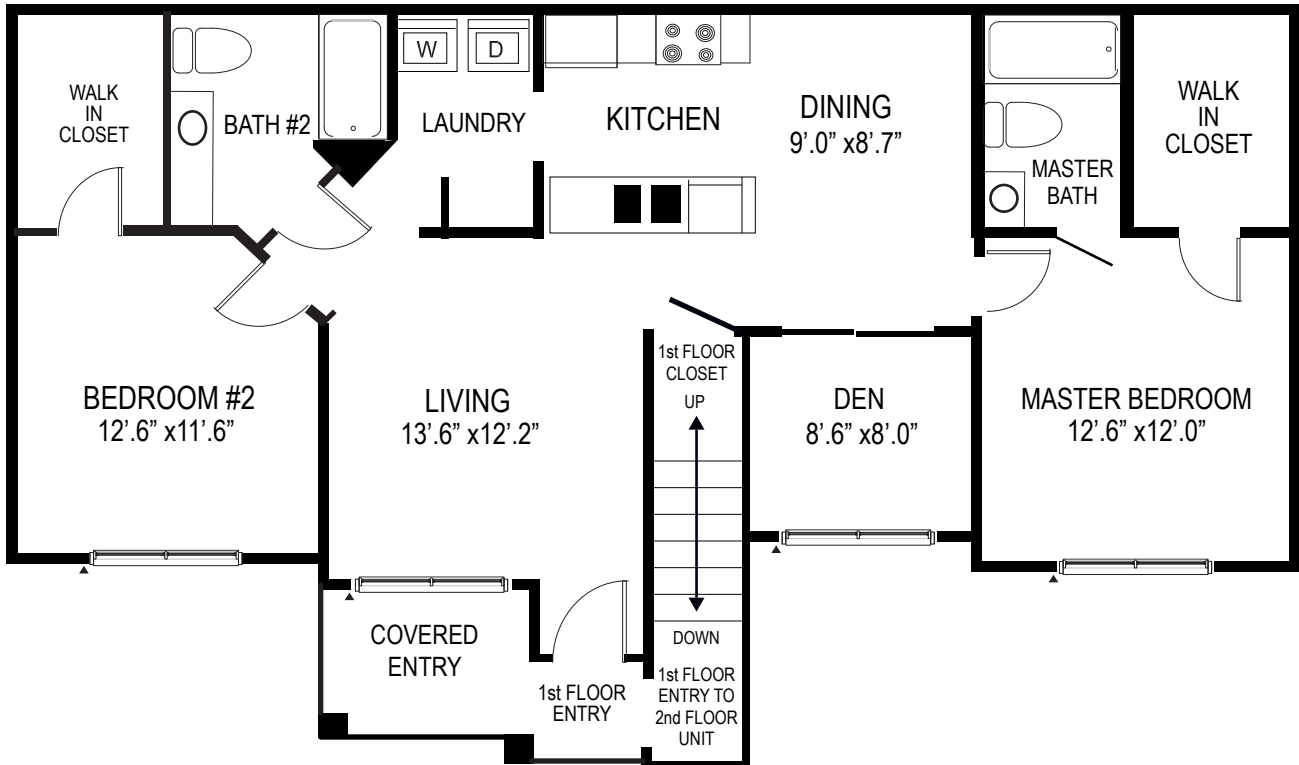 WALK
IN
CLOSET
BATH #2
W
D
LAUNDRY
KITCHEN
DINING
9’.0” x8’.7”
MASTER
BATH
WALK
IN
CLOSET
BEDROOM #2
12’.6” x11’.6”
LIVING
13’.6” x12’.2”
1st FLOOR
CLOSET
UP
DEN
8’.6” x8’.0”
MASTER BEDROOM
12’.6” x12’.0”
COVERED
ENTRY
1st FLOOR
ENTRY
DOWN
1st FLOOR
ENTRY TO
2nd FLOOR
UNIT